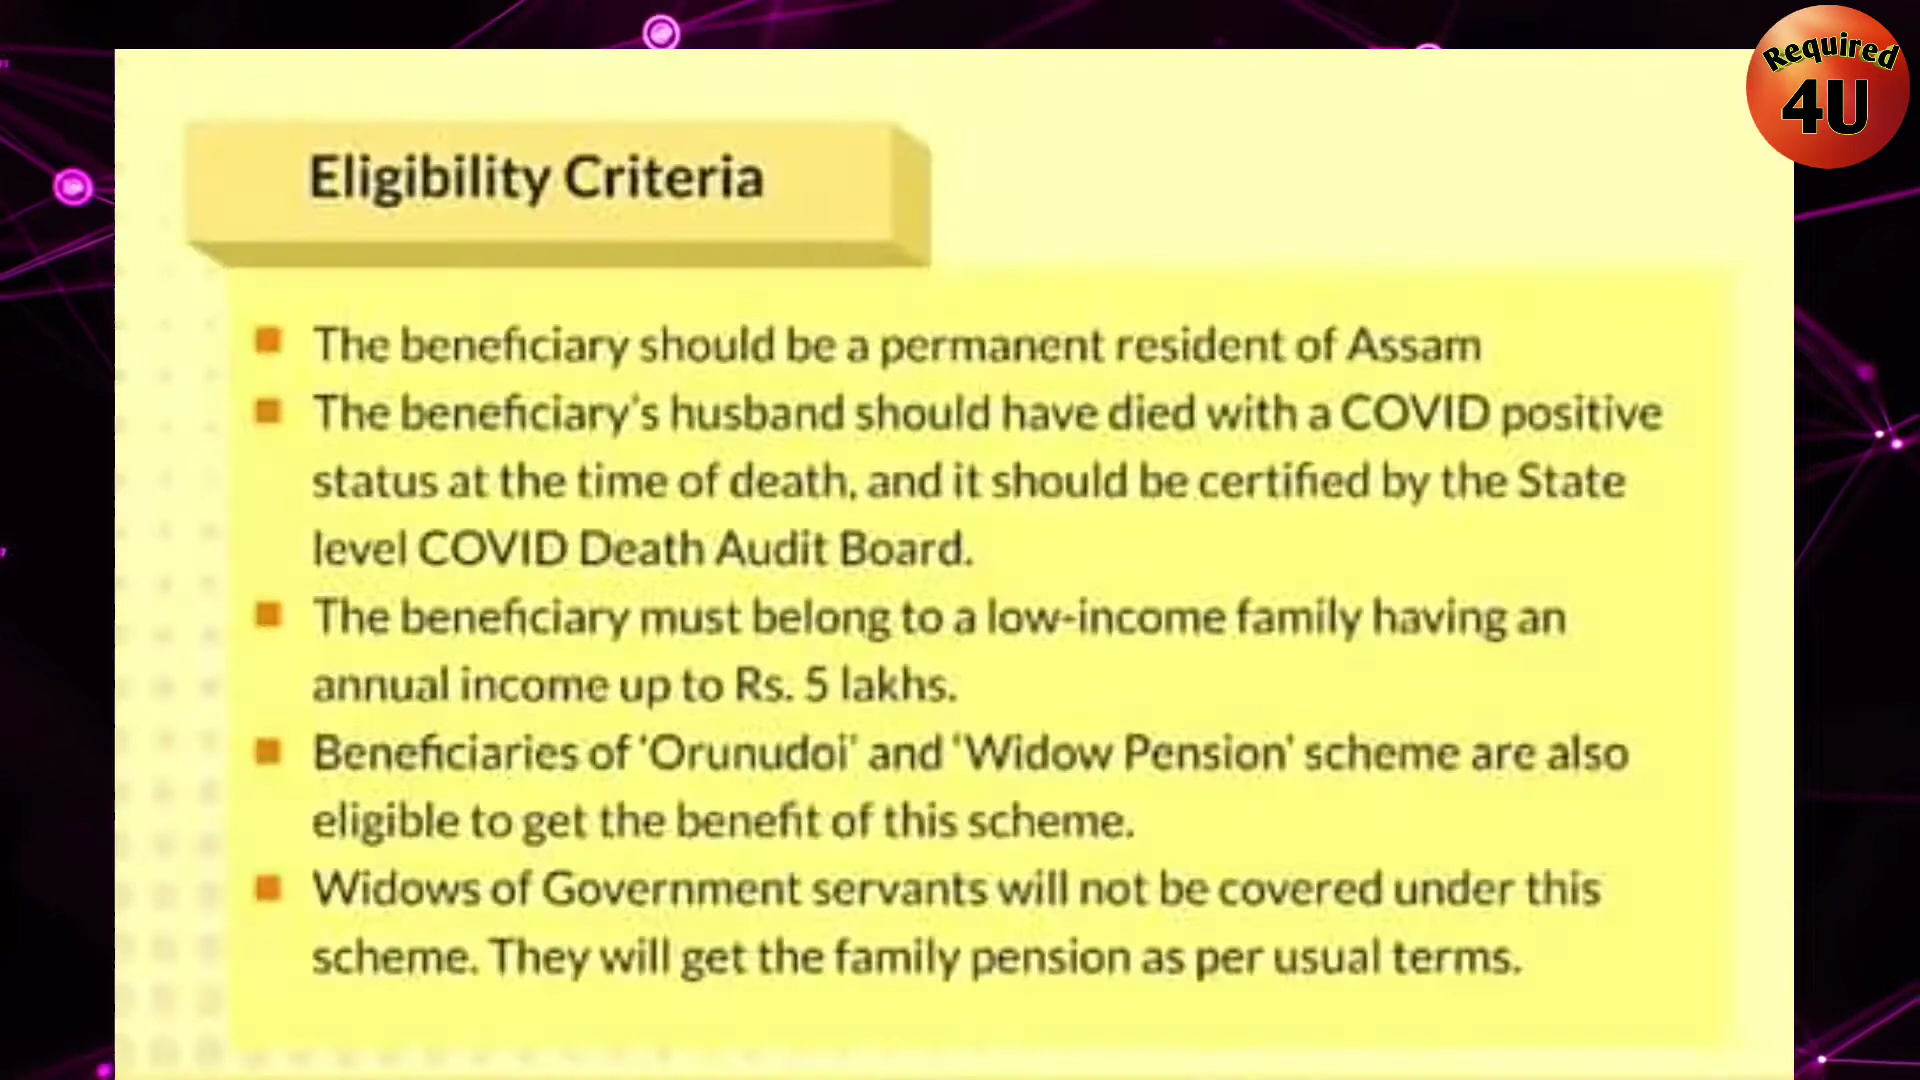 Required
4U
Eligibility Criteria
The beneficiary should be a permanent resident of Assam
The beneficiary's husband should have died with a COVID positive
status at the time of death, and it should be certified by the State
level COVID Death Audit Board.
The beneficiary must belong to a low-income family having an
annual income up to Rs. 5 lakhs.
Beneficiaries of 'Orunudoi' and 'Widow Pension' scheme are also
eligible to get the benefit of this scheme.
Widows of Government servants will not be covered under this
scheme. They will get the family pension as per usual terms.